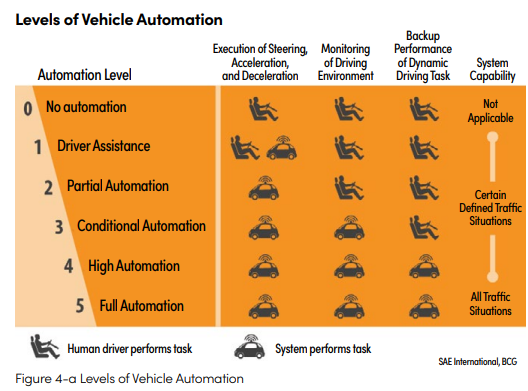 Levels of Vehicle Automation
Automation Level
Execution of Steering,
Acceleration,
and Deceleration
Monitoring
of Driving
Environment
Backup
Performance
of Dynamic
Driving Task
System
Capability
0 No automation
Not
Applicable
1 Driver Assistance
2 Partial Automation
Certain
Defined Traffic
Situations
3 Conditional Automation
4 High Automation
5 Full Automation
All Traffic
Situations
Human driver performs task
System performs task
SAE International, BCG
Figure 4-a Levels of Vehicle Automation